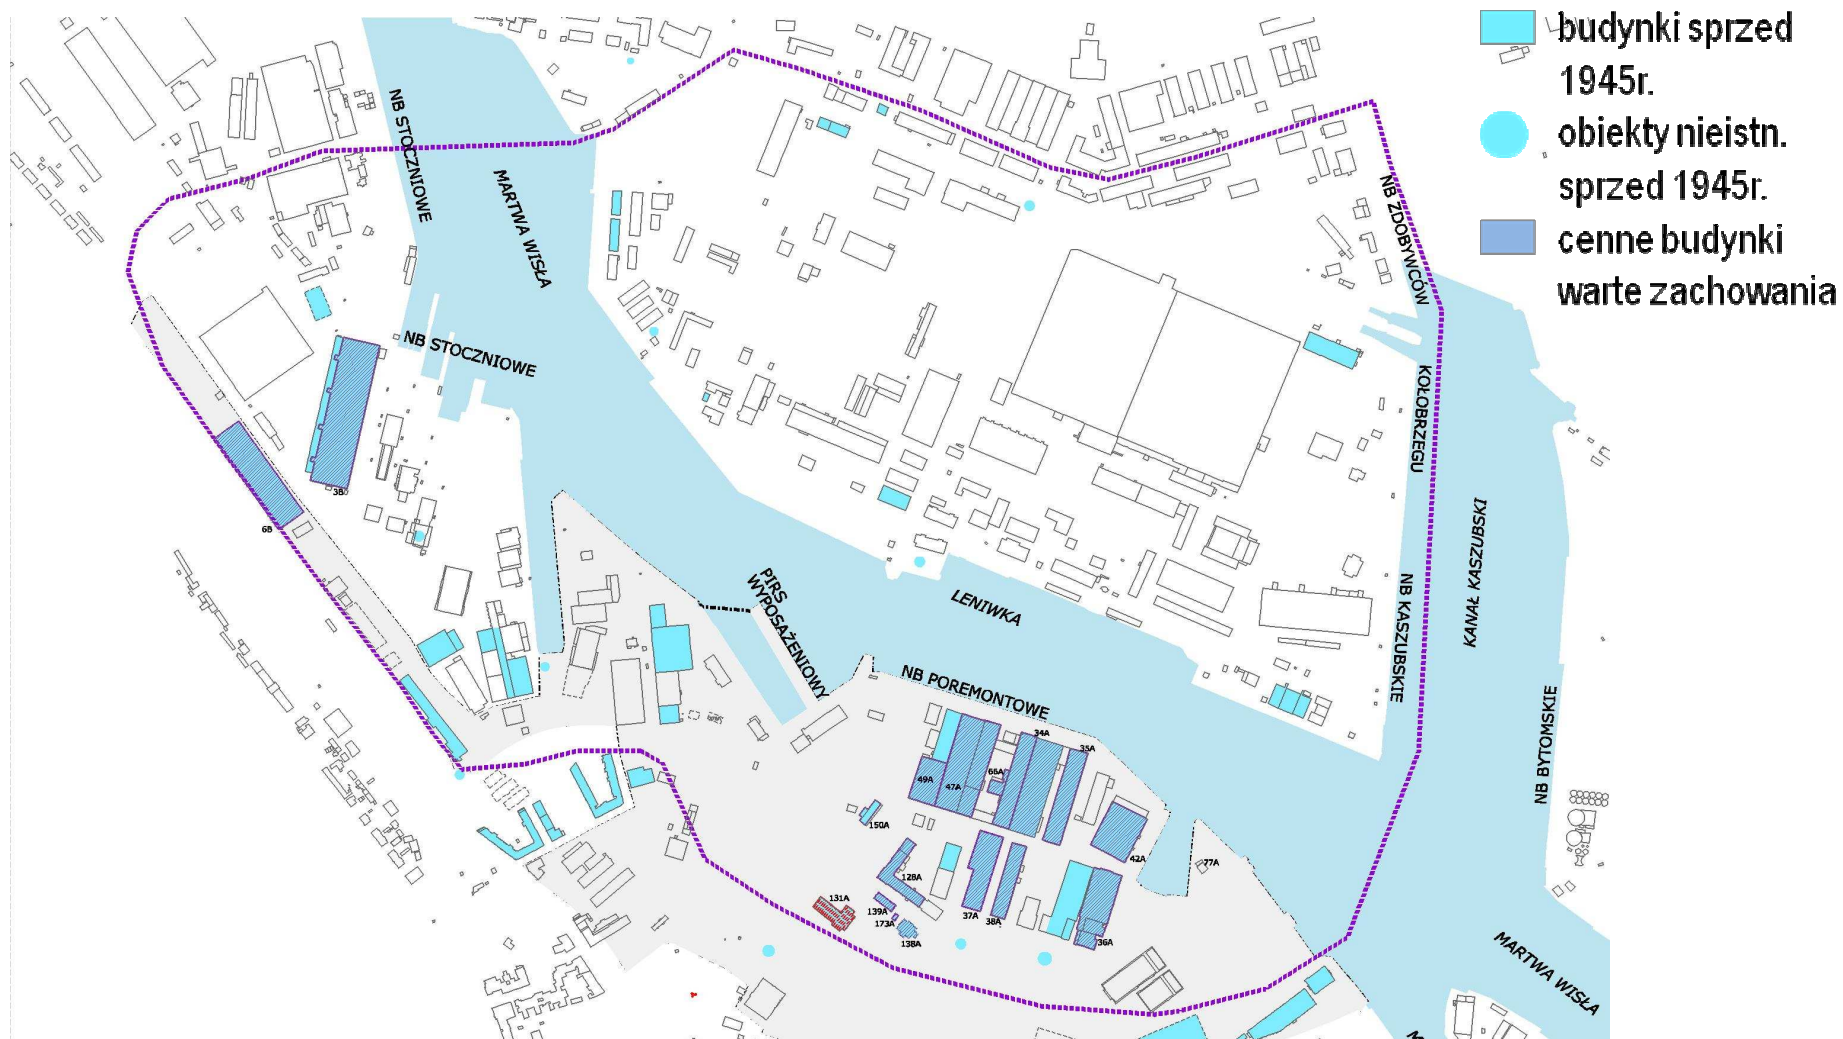 budynki sprzed
1945r.
obiekty nieistn.
sprzed 1945r.
cenne budynki
warte zachowania
NB STOCZNIOWE
MARTWA WISŁA
NB ZDOBYWCÓW
NB STOCZNIOWE
KOŁOBRZEGU
3B
6B
KANAŁ KASZUBSKI
PIRS
WYPOSAŻENIOWY
LENIWKA
NB KASZUBSKIE
NB POREMONTOWE
NB BYTOMSKIE
34A
35A
66A
49A
47A
150A
42A
77A
128A
131A
139A
173A
138A
37A
38A
36A
MARTWA WISŁA